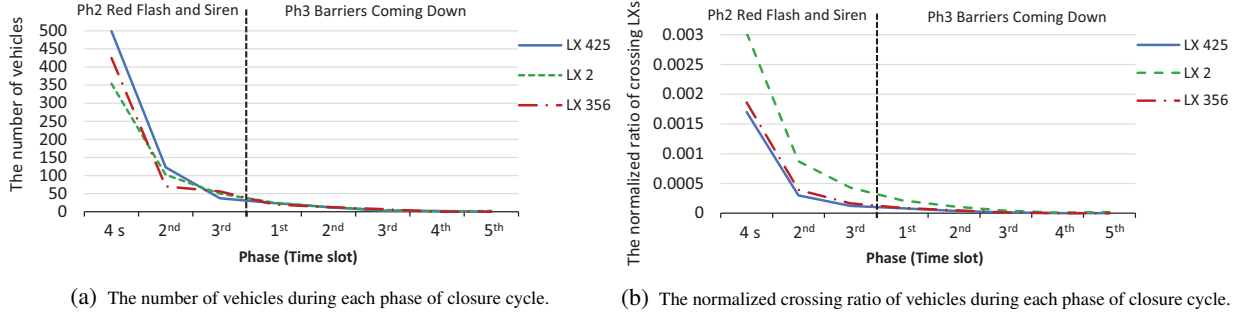 Ph2 Red Flash and Siren
Ph3 Barriers Coming Down
The number of vehicles
500
450
400
350
300
250
200
150
100
50
0
4 s 2nd 3rd 1st 2nd 3rd 4th 5th
Phase (Time slot)
LX 425
LX 2
LX 356
(a) The number of vehicles during each phase of closure cycle.
Ph2 Red Flash and Siren
Ph3 Barriers Coming Down
The normalized ratio of crossing LXs
0.003
0.0025
0.002
0.0015
0.001
0.0005
0
4 s 2nd 3rd 1st 2nd 3rd 4th 5th
Phase (Time slot)
LX 425
LX 2
LX 356
(b) The normalized crossing ratio of vehicles during each phase of closure cycle.